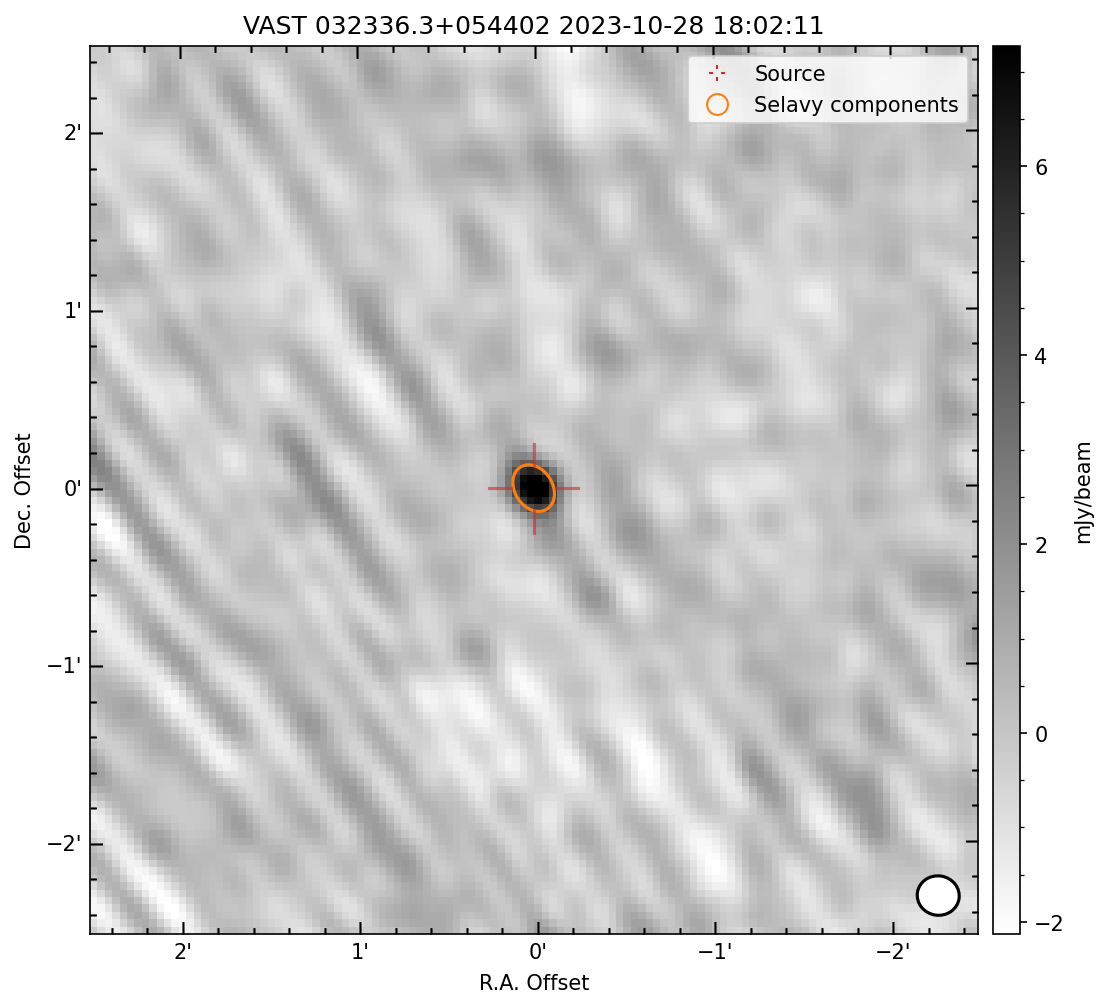 VAST 032336.3+054402 2023-10-28 18:02:11
Source
Selavy components
2'
1'
0'
−1'
−2'
Dec. Offset
2'
1'
0'
−1'
−2'
R.A. Offset
6
4
2
0
−2
mJy/beam